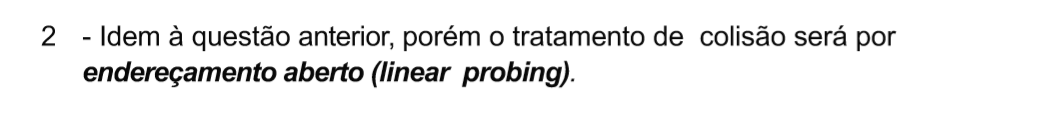 2 - Idem à questão anterior, porém o tratamento de colisão será por
endereçamento aberto (linear probing).